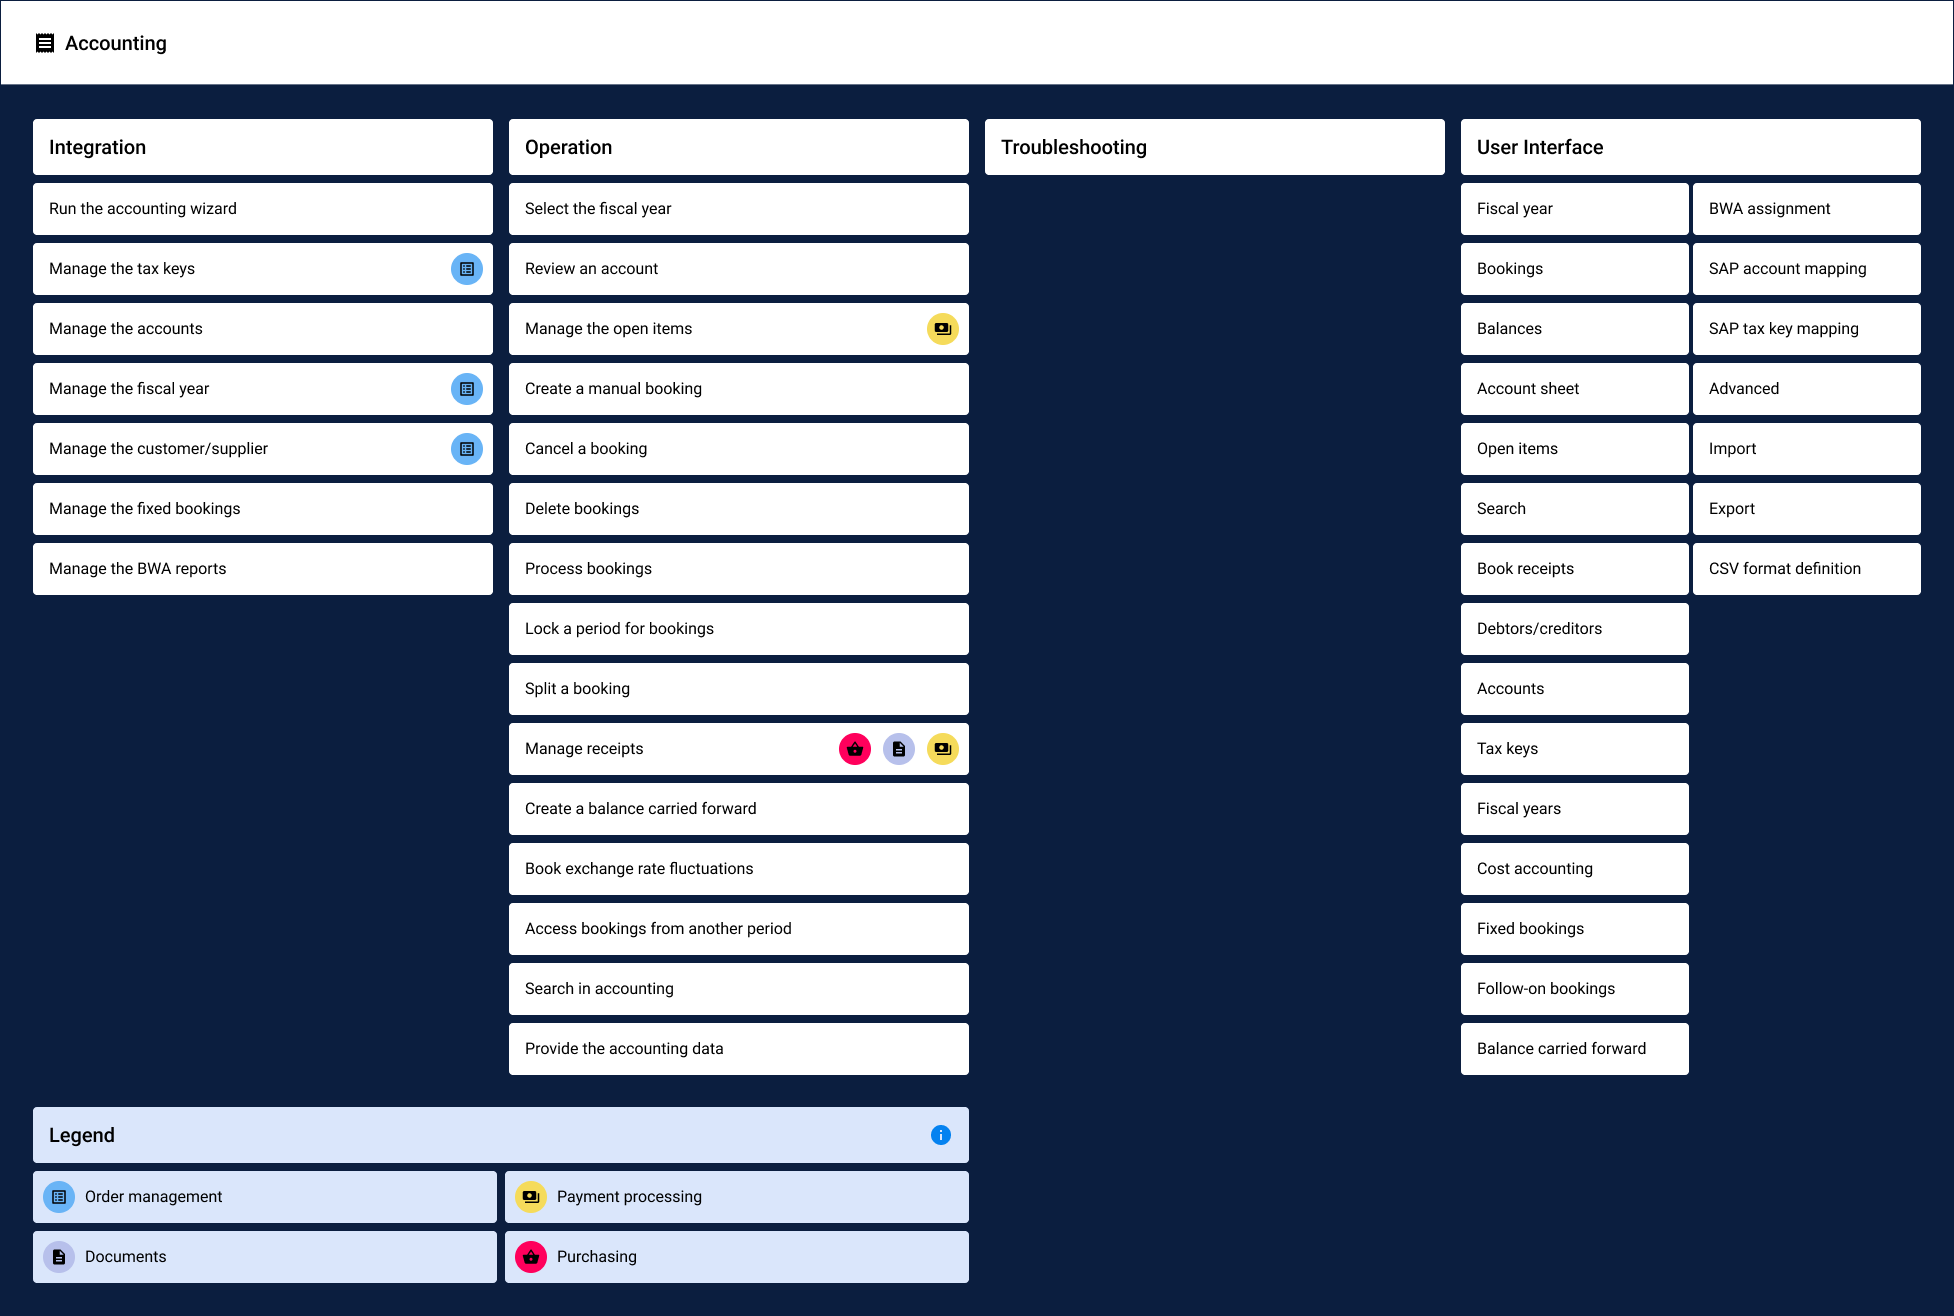 Accounting
Integration
Run the accounting wizard
Manage the tax keys
Manage the accounts
Manage the fiscal year
Manage the customer/supplier
Manage the fixed bookings
Manage the BWA reports
Operation
Select the fiscal year
Review an account
Manage the open items
Create a manual booking
Cancel a booking
Delete bookings
Process bookings
Lock a period for bookings
Split a booking
Manage receipts
Create a balance carried forward
Book exchange rate fluctuations
Access bookings from another period
Search in accounting
Provide the accounting data
Troubleshooting
User Interface
Fiscal year
Bookings
Balances
Account sheet
Open items
Search
Book receipts
Debtors/creditors
Accounts
Tax keys
Fiscal years
Cost accounting
Fixed bookings
Follow-on bookings
Balance carried forward
BWA assignment
SAP account mapping
SAP tax key mapping
Advanced
Import
Export
CSV format definition
Legend
Order management
Payment processing
Documents
Purchasing